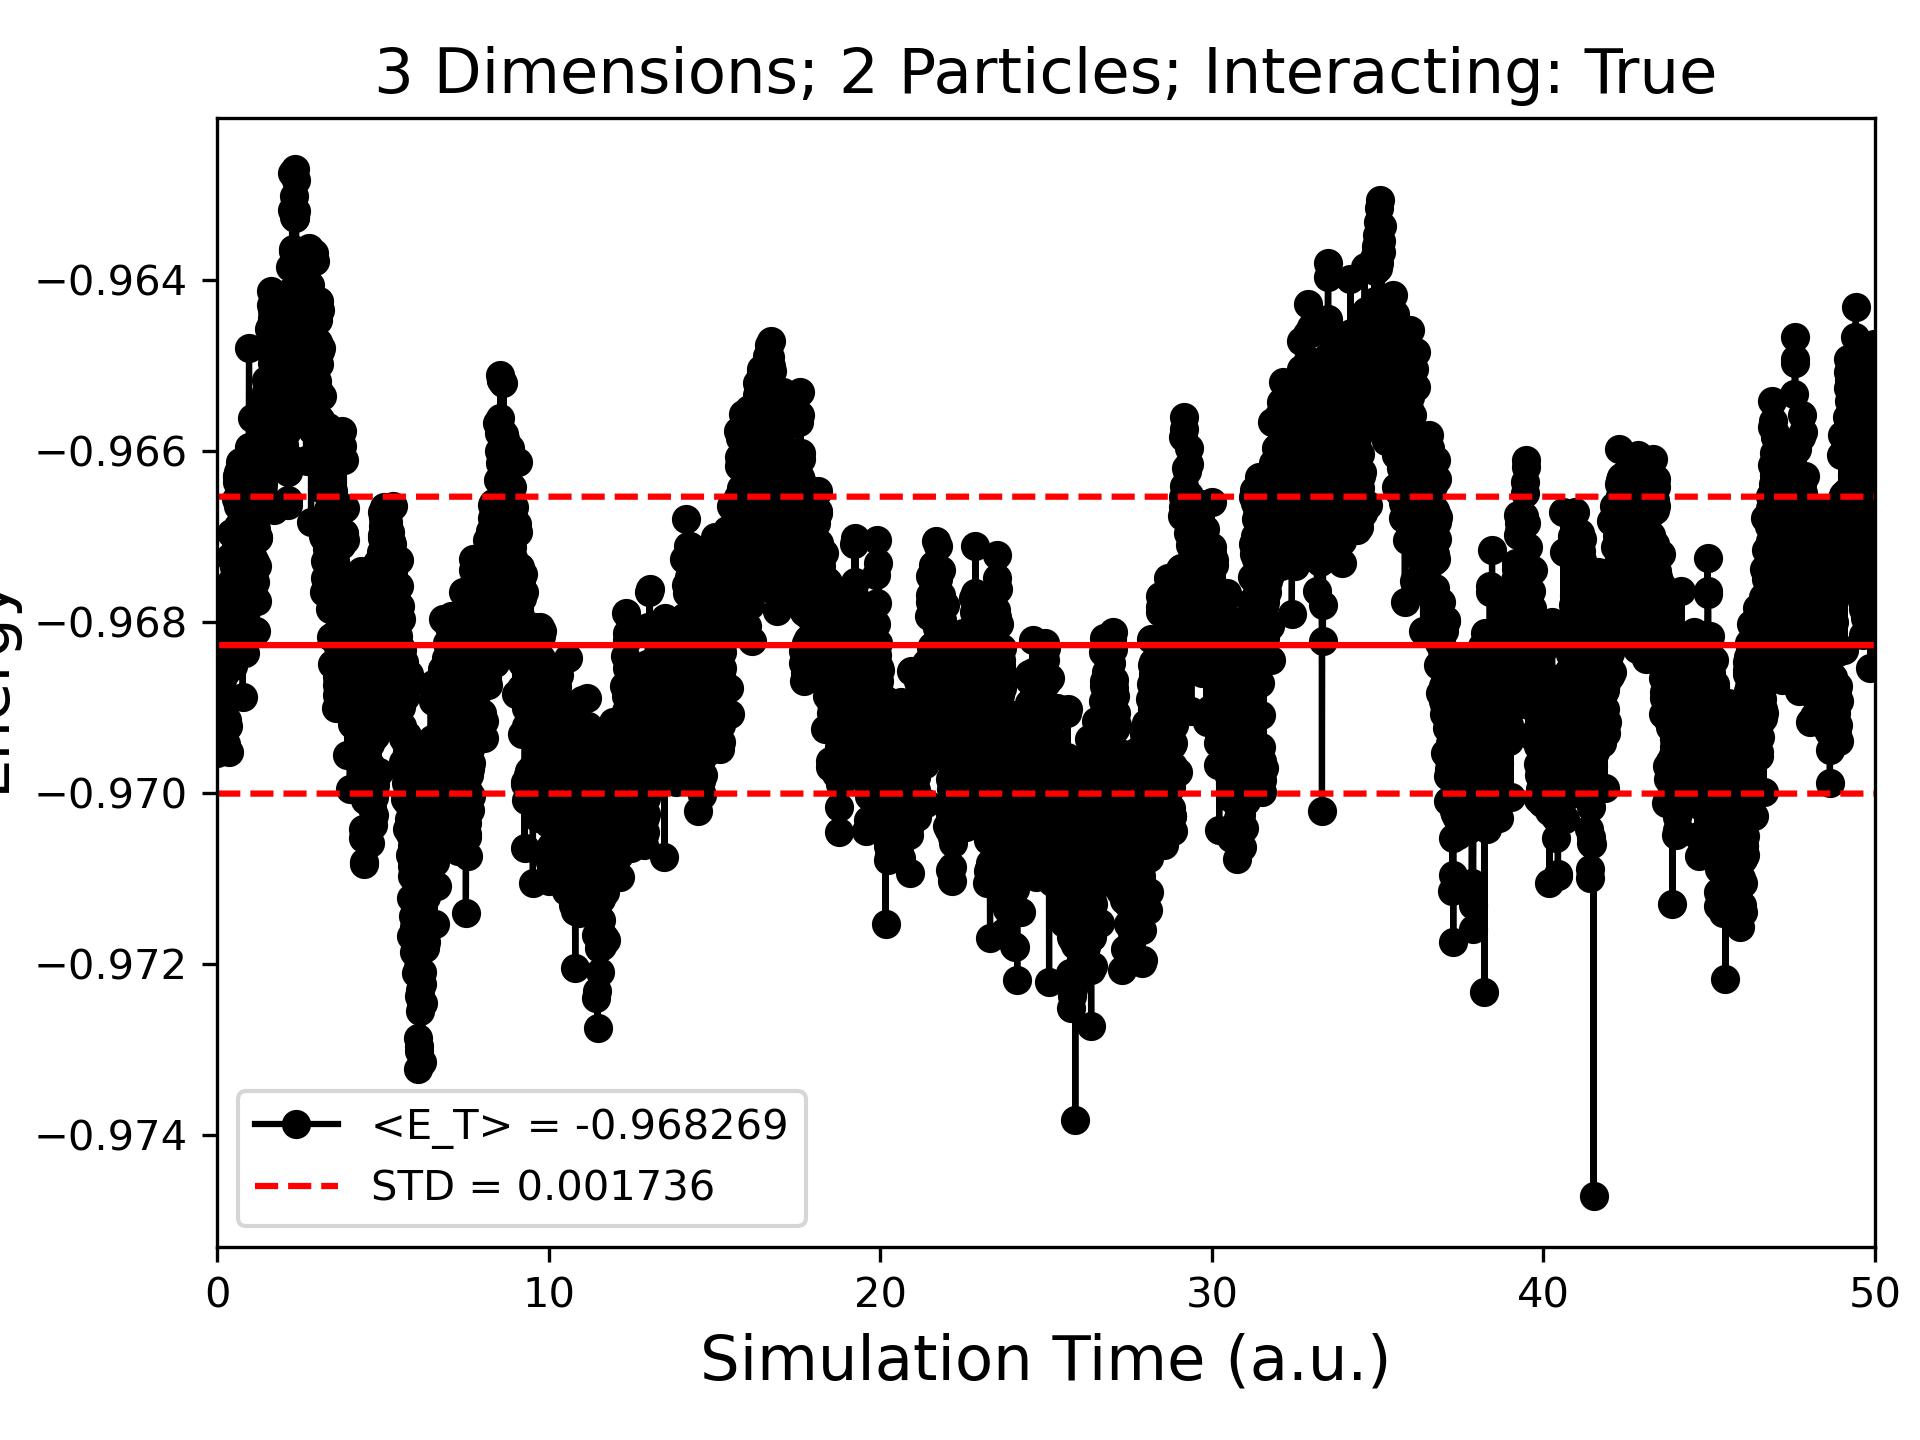 3 Dimensions; 2 Particles; Interacting: True
Energy
−0.964
−0.966
−0.968
−0.970
−0.972
−0.974
<E_T> = -0.968269
STD = 0.001736
0 10 20 30 40 50
Simulation Time (a.u.)